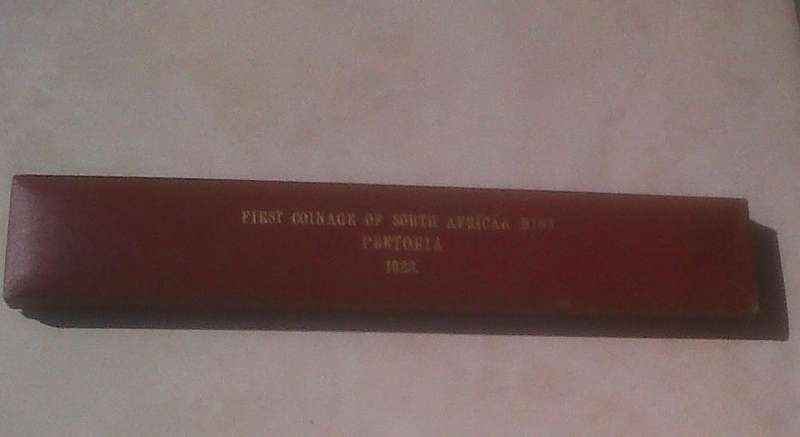 FIRST COINAGE OF SOUTH AFRICAN MINT
PRETORIA
1923.